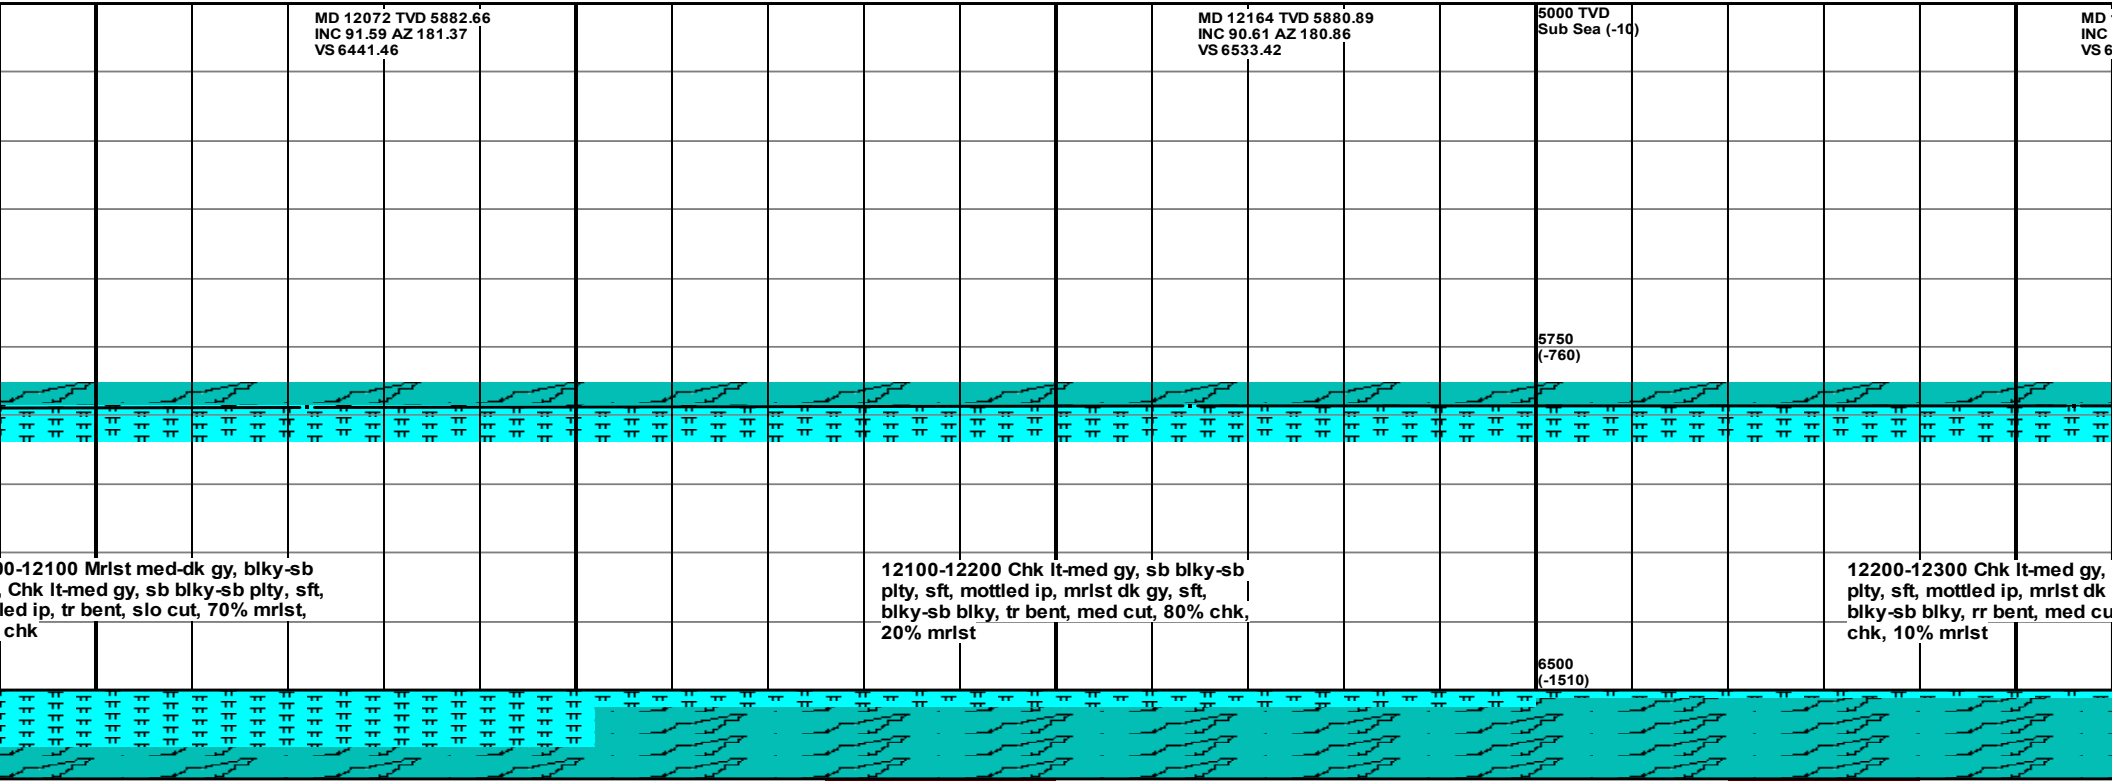 MD 12072 TVD 5882.66
INC 91.59 AZ 181.37
VS 6441.46
MD 12164 TVD 5880.89
INC 90.61 AZ 180.86
VS 6533.42
5000 TVD
Sub Sea (-10)
MD
INC
VS 6
5750
(-760)
00-12100 Mrlst med-dk gy, blky-sb
, Chk lt-med gy, sb blky-sb plty, sft,
led ip, tr bent, slo cut, 70% mrlst,
chk
12100-12200 Chk lt-med gy, sb blky-sb
plty, sft, mottled ip, mrlst dk gy, sft,
blky-sb blky, tr bent, med cut, 80% chk,
20% mrlst
12200-12300 Chk lt-med gy,
plty, sft, mottled ip, mrlst dk
blky-sb blky, rr bent, med cu
chk, 10% mrlst
6500
(-1510)